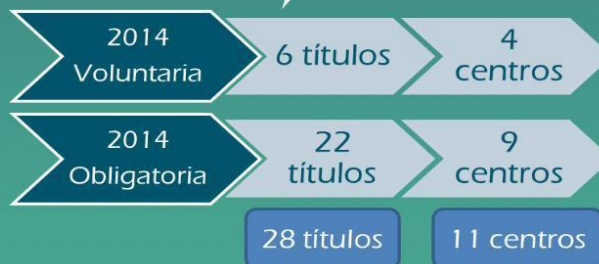 2014
Voluntaria
6 títulos
4
centros
2014
Obligatoria
22
títulos
9
centros
28 títulos
11 centros